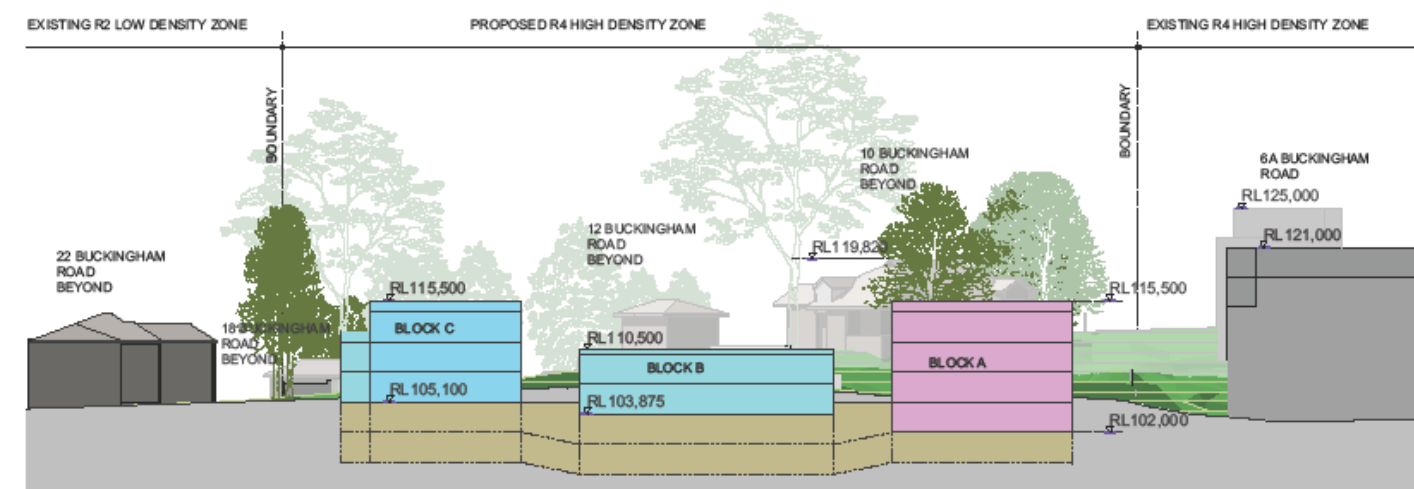 EXISTING R2 LOW DENSITY ZONE
PROPOSED R4 HIGH DENSITY ZONE
EXISTING R4 HIGH DENSITY ZONE
BOUNDARY
BOUNDARY
10 BUCKINGHAM
ROAD
BEYOND
6A BUCKINGHAM
ROAD
RL125,000
RL121,000
12 BUCKINGHAM
ROAD
BEYOND
RL119,820
22 BUCKINGHAM
ROAD
BEYOND
RL115,500
RL115,500
18 BUCKINGHAM
ROAD
BEYOND
BLOCK C
RL110,500
BLOCK B
BLOCK A
RL105,100
RL103,875
RL102,000